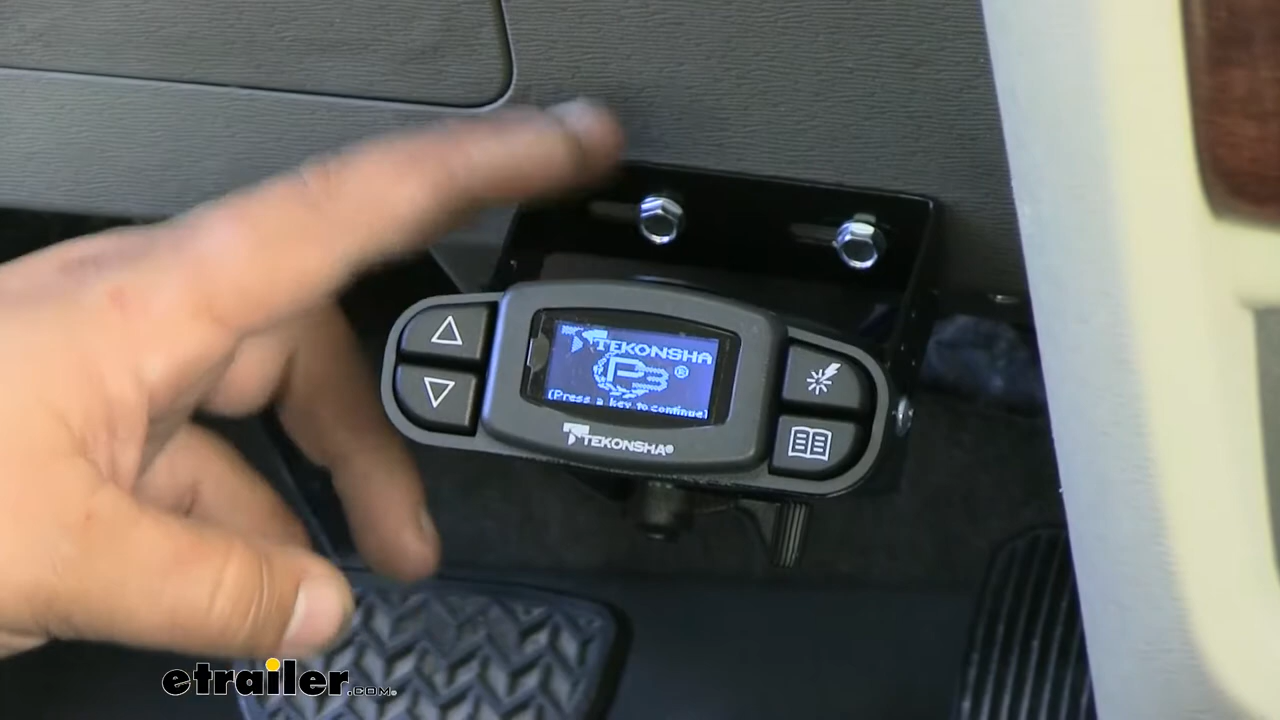 TEKONSHA
P3®
(Press a key to continue)
TEKONSHA®
etrailer.com